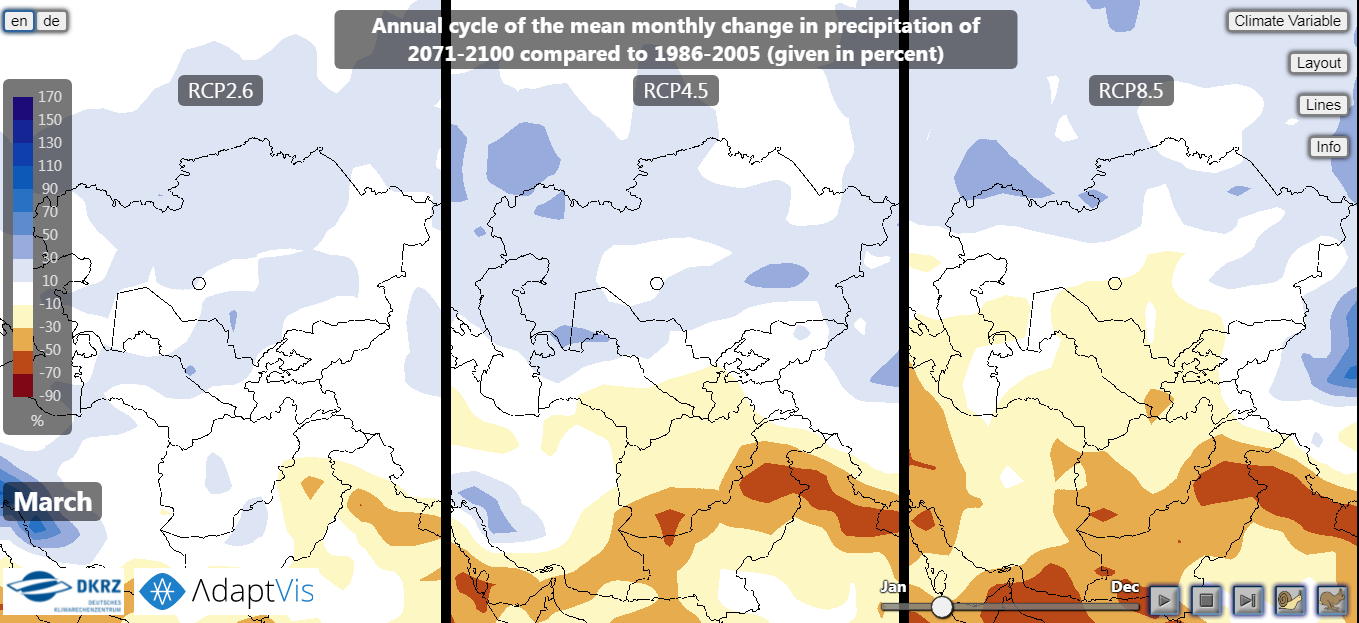 en de
Annual cycle of the mean monthly change in precipitation of
2071-2100 compared to 1986-2005 (given in percent)
Climate Variable
Layout
Lines
Info
RCP2.6
RCP4.5
RCP8.5
170
150
130
110
90
70
50
30
10
-10
-30
-50
-70
-90
%
March
DKRZ
DEUTSCHES
KLIMARECHENZENTRUM
AdaptVis
Jan
Dec